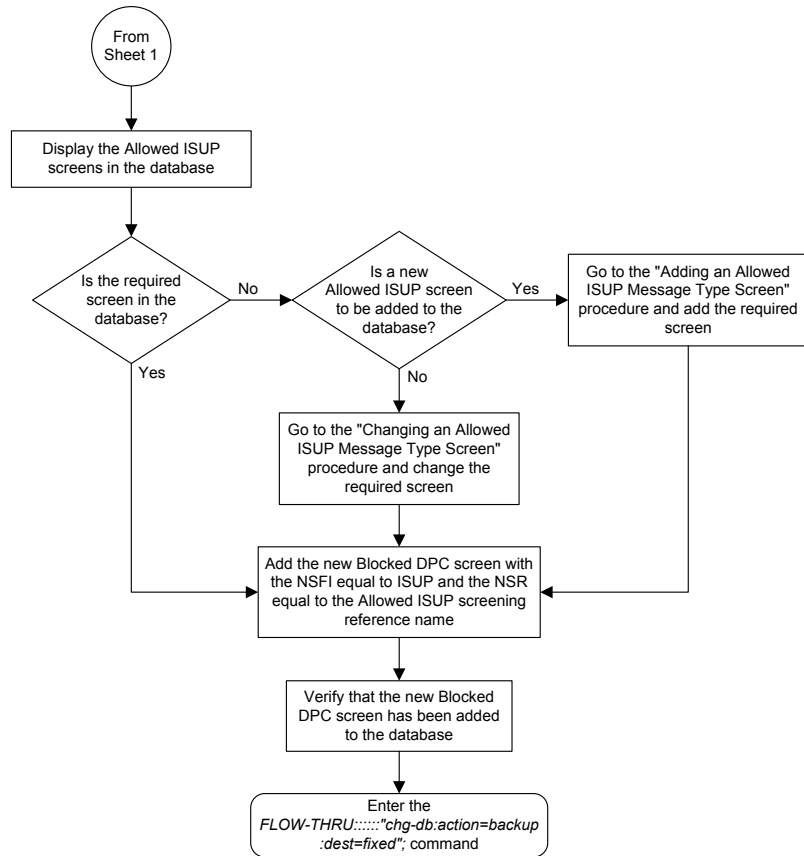 From
Sheet 1
Display the Allowed ISUP
screens in the database
Is the required
screen in the
database?
No
Yes
Is a new
Allowed ISUP screen
to be added to the
database?
Yes
No
Go to the "Adding an Allowed
ISUP Message Type Screen"
procedure and add the required
screen
Go to the "Changing an Allowed
ISUP Message Type Screen"
procedure and change the
required screen
Add the new Blocked DPC screen with
the NSFI equal to ISUP and the NSR
equal to the Allowed ISUP screening
reference name
Verify that the new Blocked
DPC screen has been added
to the database
Enter the
FLOW-THRU::::::"chg-db:action=backup
:dest=fixed"; command